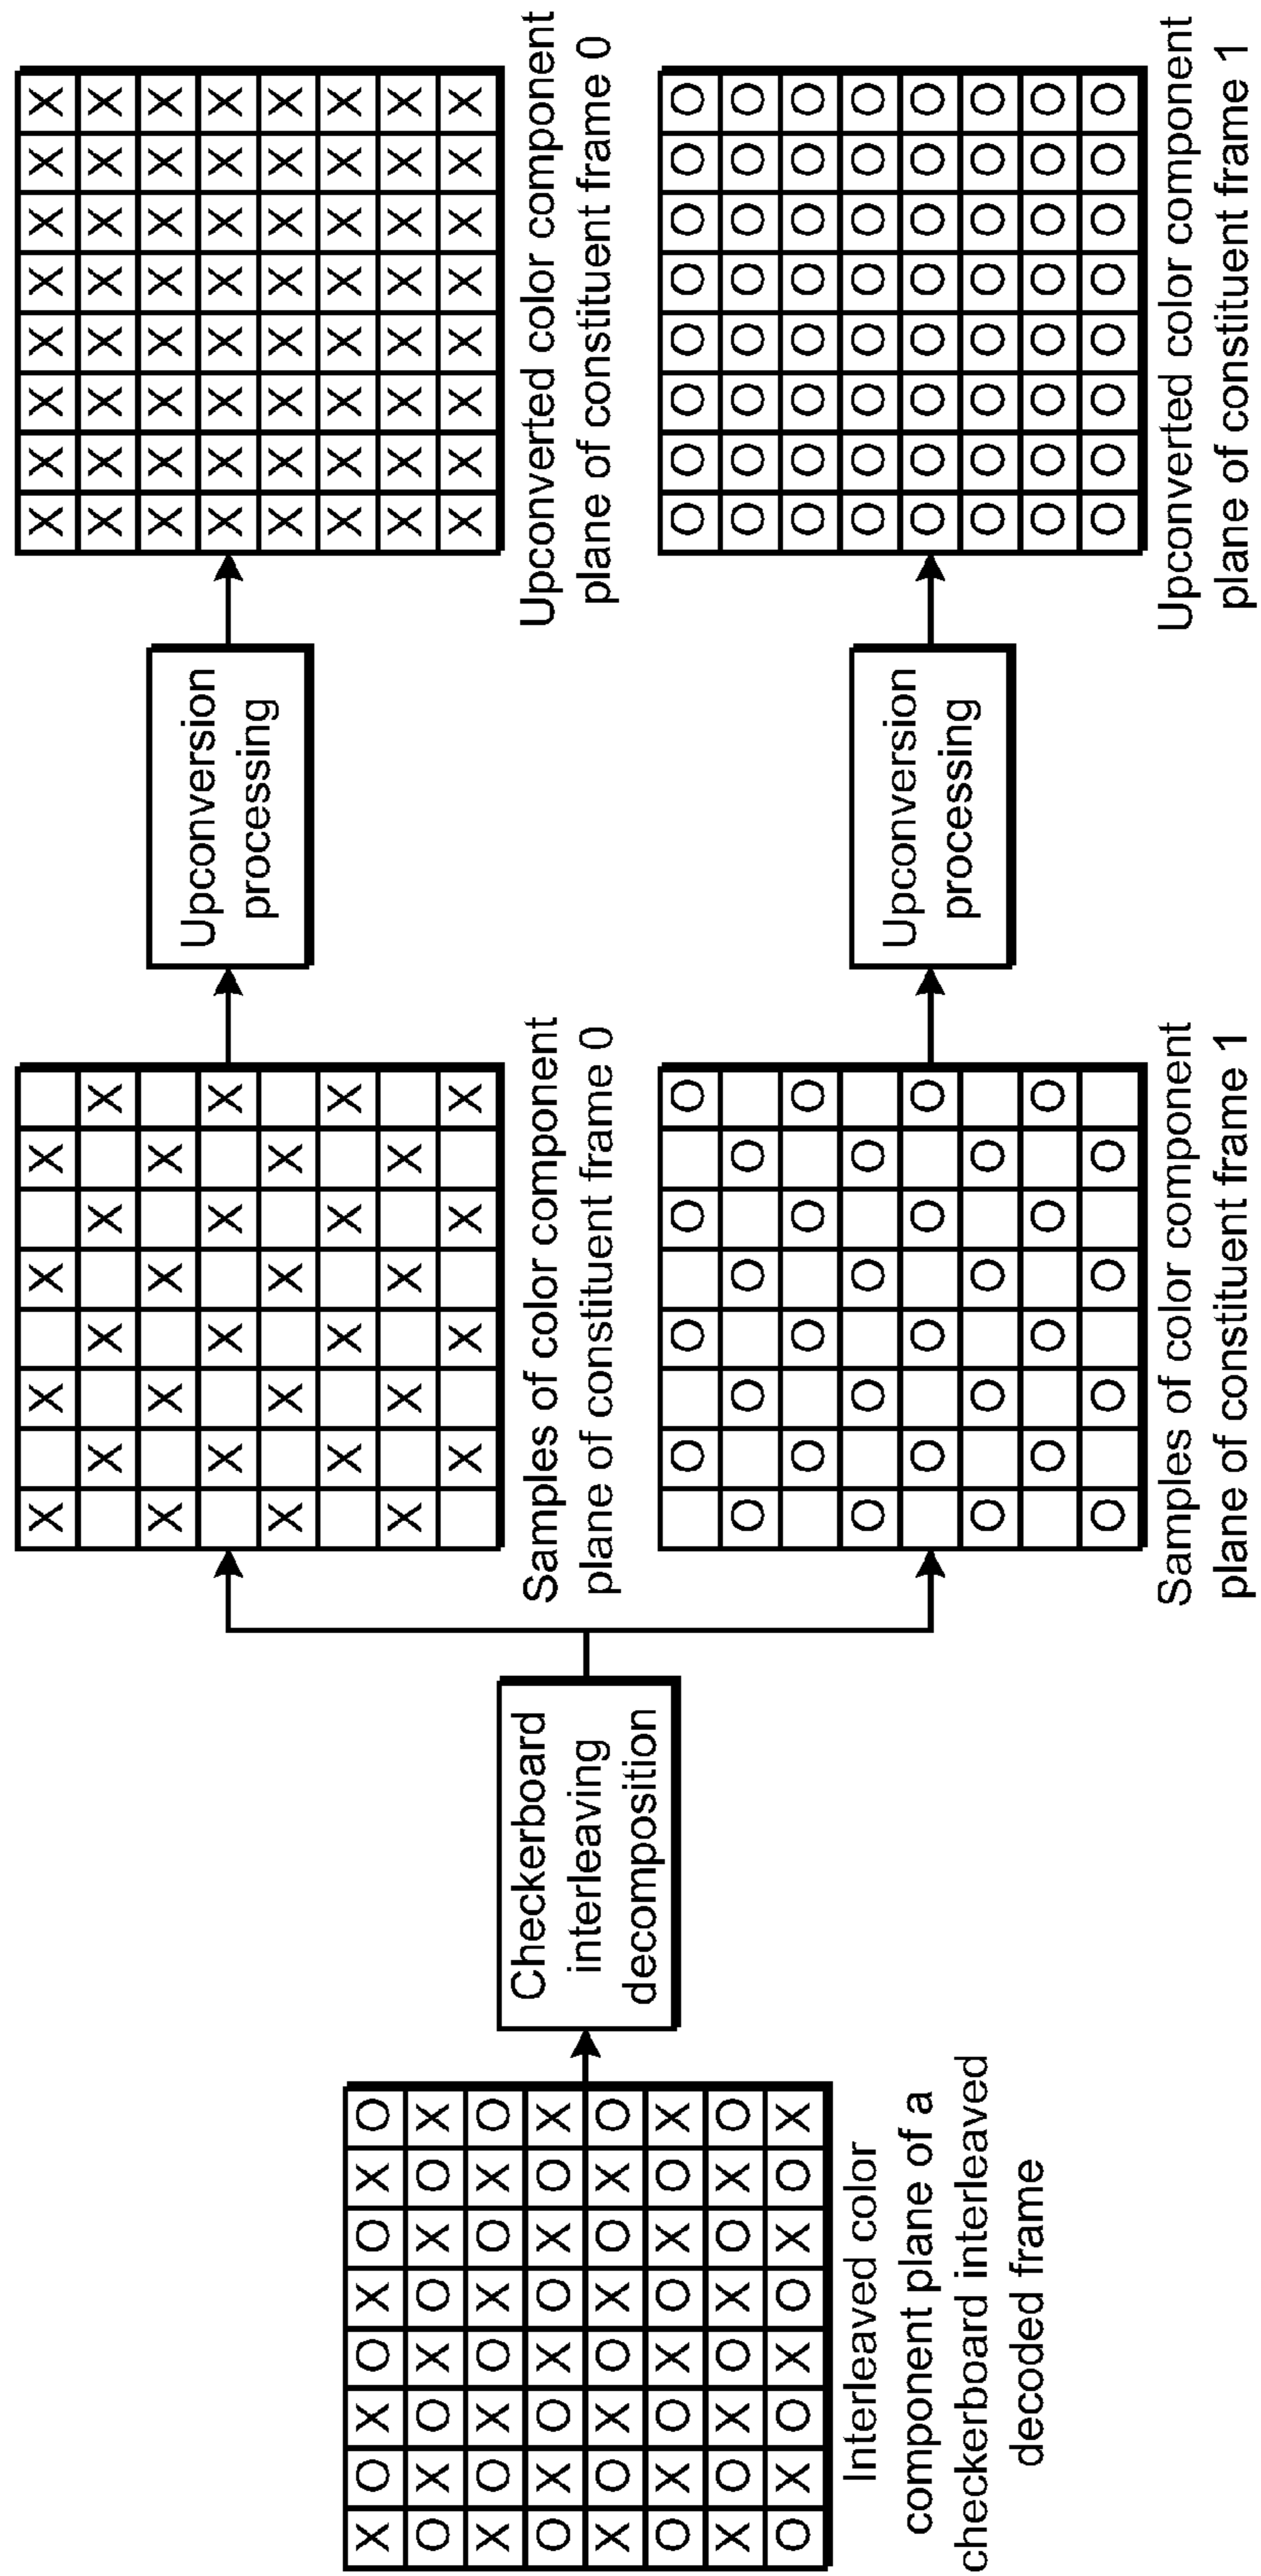 X O X O X O X O
O X O X O X O X
X O X O X O X O
O X O X O X O X
X O X O X O X O
O X O X O X O X
X O X O X O X O
O X O X O X O X
Interleaved color
component plane of a
checkerboard interleaved
decoded frame
Checkerboard
interleaving
decomposition
X X X X
X X X X
X X X X
X X X X
X X X X
X X X X
X X X X
X X X X
Samples of color component
plane of constituent frame 0
Upconversion
processing
X X X X X X X X
X X X X X X X X
X X X X X X X X
X X X X X X X X
X X X X X X X X
X X X X X X X X
X X X X X X X X
X X X X X X X X
Upconverted color component
plane of constituent frame 0
O O O O
O O O O
O O O O
O O O O
O O O O
O O O O
O O O O
O O O O
Samples of color component
plane of constituent frame 1
Upconversion
processing
O O O O O O O O
O O O O O O O O
O O O O O O O O
O O O O O O O O
O O O O O O O O
O O O O O O O O
O O O O O O O O
O O O O O O O O
Upconverted color component
plane of constituent frame 1